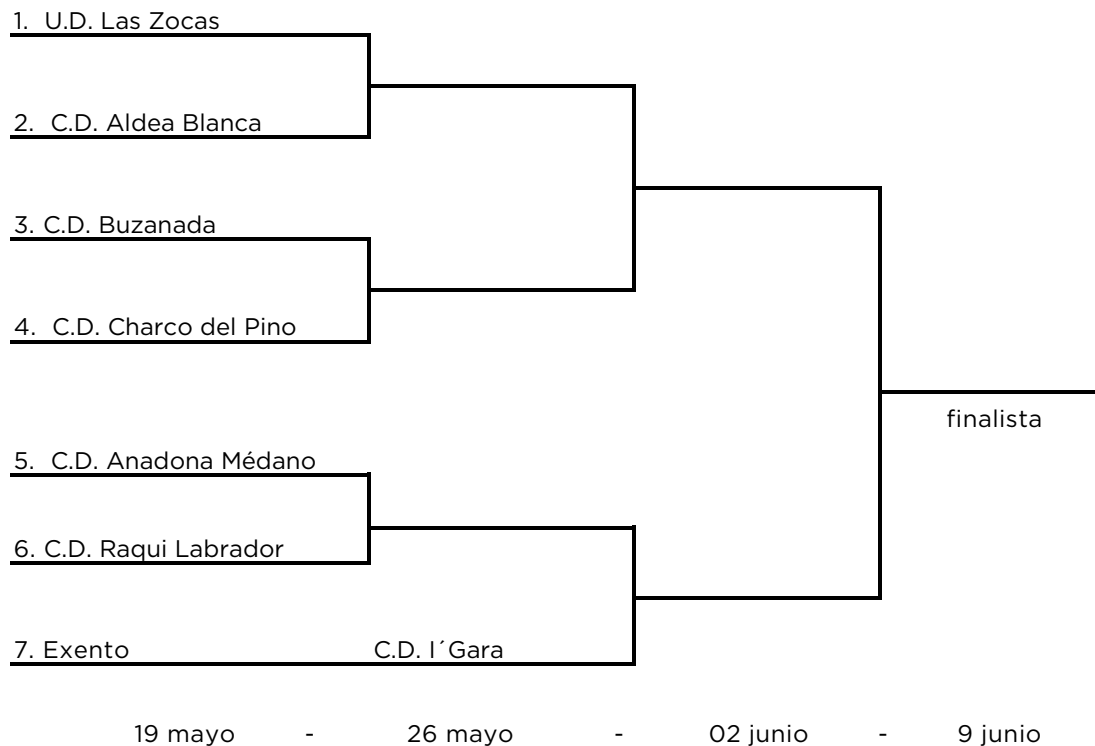 1. U.D. Las Zocas
2. C.D. Aldea Blanca
3. C.D. Buzanada
4. C.D. Charco del Pino
finalista
5. C.D. Anadona Médano
6. C.D. Raqui Labrador
7. Exento C.D. I´Gara
19 mayo - 26 mayo - 02 junio - 9 junio